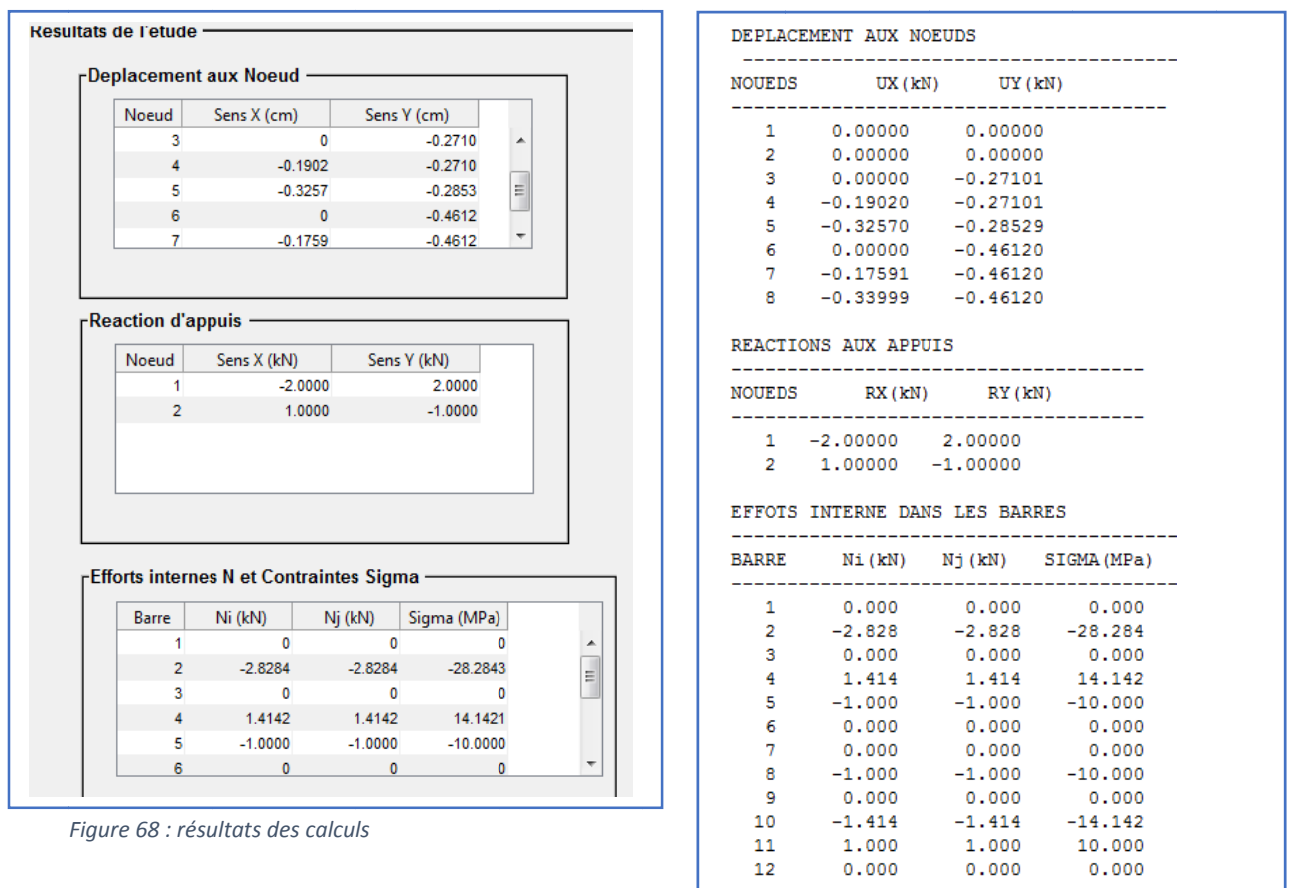 Resultats de l'etude
Deplacement aux Noeud
Noeud Sens X (cm) Sens Y (cm)
3 0 -0.2710
4 -0.1902 -0.2710
5 -0.3257 -0.2853
6 0 -0.4612
7 -0.1759 -0.4612
Reaction d'appuis
Noeud Sens X (kN) Sens Y (kN)
1 -2.0000 2.0000
2 1.0000 -1.0000
Efforts internes N et Contraintes Sigma
Barre Ni (kN) Nj (kN) Sigma (MPa)
1 0 0 0
2 -2.8284 -2.8284 -28.2843
3 0 0 0
4 1.4142 1.4142 14.1421
5 -1.0000 -1.0000 -10.0000
6 0 0 0
Figure 68 : résultats des calculs
DEPLACEMENT AUX NOEUDS
---------------------------------------
NOUEDS UX(kN) UY(kN)
---------------------------------------
1 0.00000 0.00000
2 0.00000 0.00000
3 0.00000 -0.27101
4 -0.19020 -0.27101
5 -0.32570 -0.28529
6 0.00000 -0.46120
7 -0.17591 -0.46120
8 -0.33999 -0.46120
REACTIONS AUX APPUIS
-------------------------------------
NOUEDS RX(kN) RY(kN)
-------------------------------------
1 -2.00000 2.00000
2 1.00000 -1.00000
EFFOTS INTERNE DANS LES BARRES
----------------------------------------
BARRE Ni(kN) Nj(kN) SIGMA(MPa)
----------------------------------------
1 0.000 0.000 0.000
2 -2.828 -2.828 -28.284
3 0.000 0.000 0.000
4 1.414 1.414 14.142
5 -1.000 -1.000 -10.000
6 0.000 0.000 0.000
7 0.000 0.000 0.000
8 -1.000 -1.000 -10.000
9 0.000 0.000 0.000
10 -1.414 -1.414 -14.142
11 1.000 1.000 10.000
12 0.000 0.000 0.000